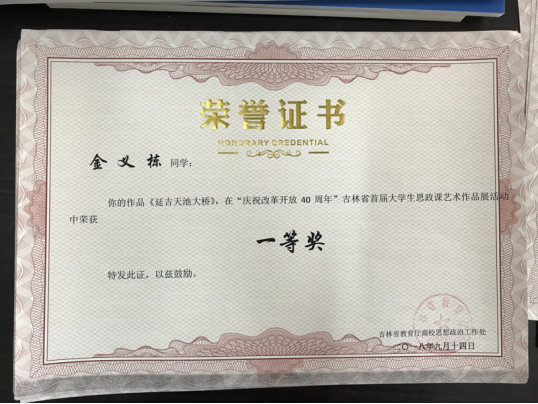 荣誉证书
HONORARY CREDENTIAL
金义栋 同学：
你的作品《延吉天池大桥》，在“庆祝改革开放 40 周年”吉林省首届大学生思政课艺术作品展活动
中荣获
一等奖
特发此证，以兹鼓励。
吉林省教育厅高校思想政治工作处
二〇一八年九月十四日